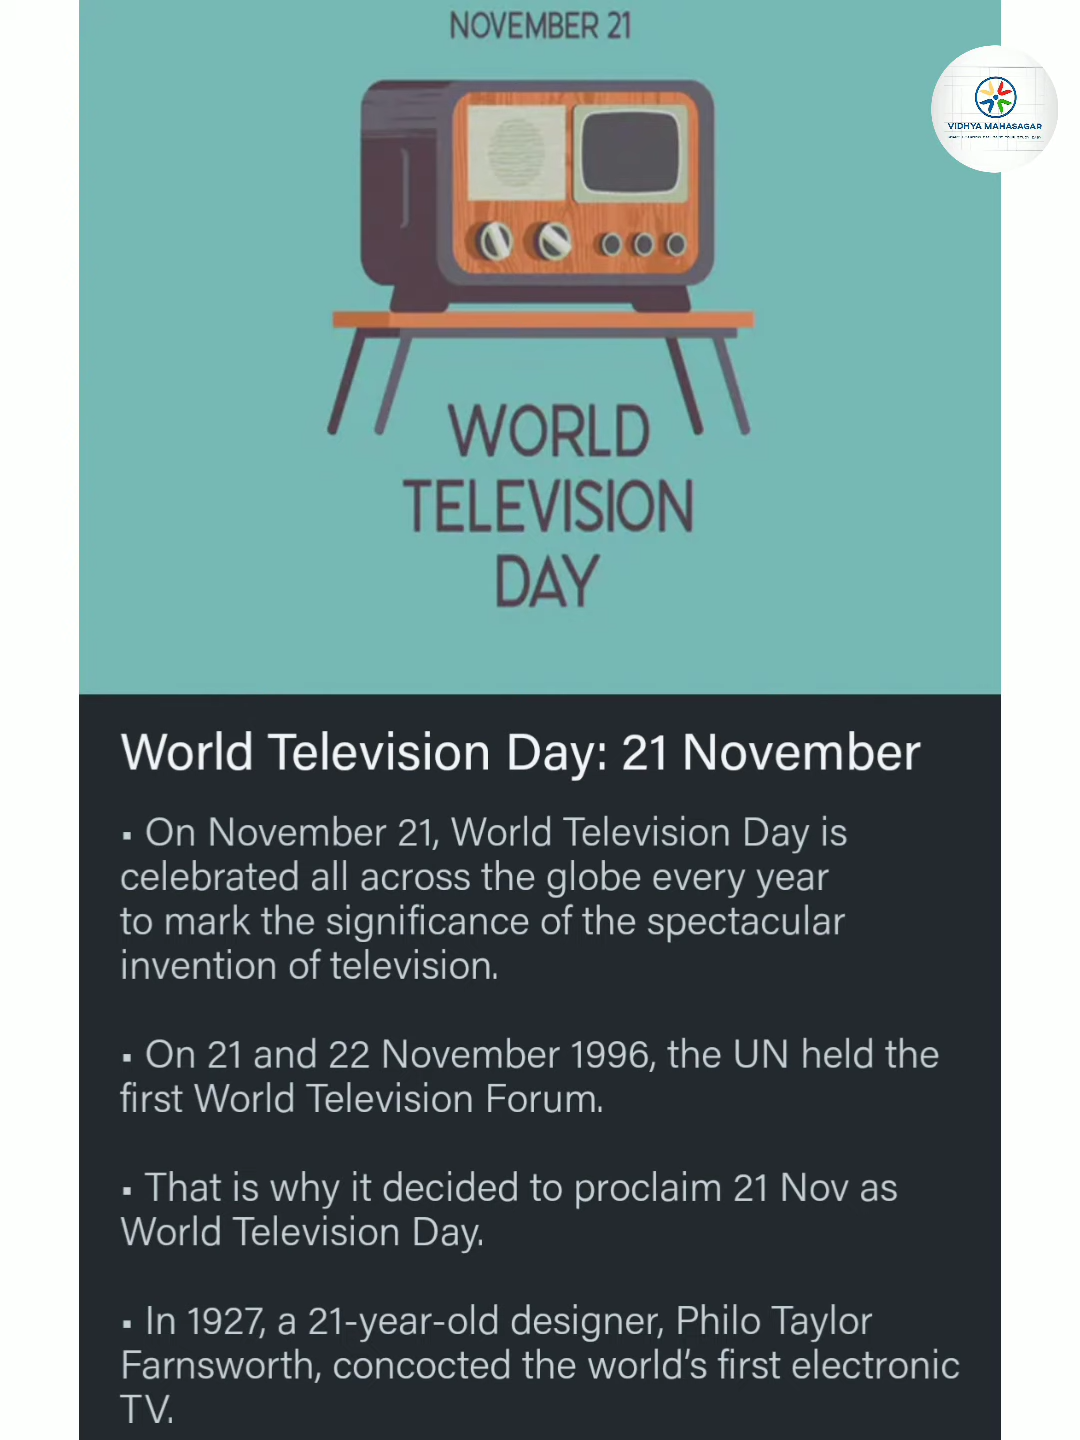 NOVEMBER 21
VIDHYA MAHASAGAR
WORLD
TELEVISION
DAY
World Television Day: 21 November
▪ On November 21, World Television Day is
celebrated all across the globe every year
to mark the significance of the spectacular
invention of television.
▪ On 21 and 22 November 1996, the UN held the
first World Television Forum.
▪ That is why it decided to proclaim 21 Nov as
World Television Day.
▪ In 1927, a 21-year-old designer, Philo Taylor
Farnsworth, concocted the world's first electronic
TV.